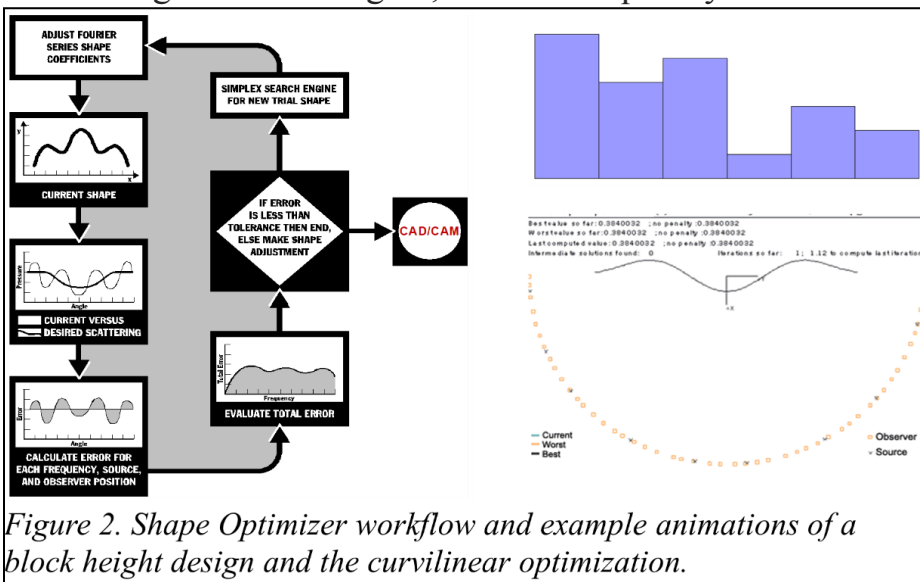 ADJUST FOURIER
SERIES SHAPE
COEFFICIENTS
y
x
CURRENT SHAPE
Pressure
Angle
CURRENT VERSUS
DESIRED SCATTERING
Error
Angle
CALCULATE ERROR FOR
EACH FREQUENCY, SOURCE,
AND OBSERVER POSITION
SIMPLEX SEARCH ENGINE
FOR NEW TRIAL SHAPE
IF ERROR
IS LESS THAN
TOLERANCE THEN END,
ELSE MAKE SHAPE
ADJUSTMENT
Total Error
Frequency
EVALUATE TOTAL ERROR
CAD/CAM
Best value so far: 0.3840032 ; no penalty :0.3840032
Worst value so far: 0.3840032 ; no penalty :0.3840032
Last computed value: 0.3840032 ; no penalty :0.3840032
Intermediate solutions found: 0 Iterations so far: 1; 1.12 to compute last iteration
+X
Current
Worst
Best
Observer
Source
Figure 2. Shape Optimizer workflow and example animations of a
block height design and the curvilinear optimization.